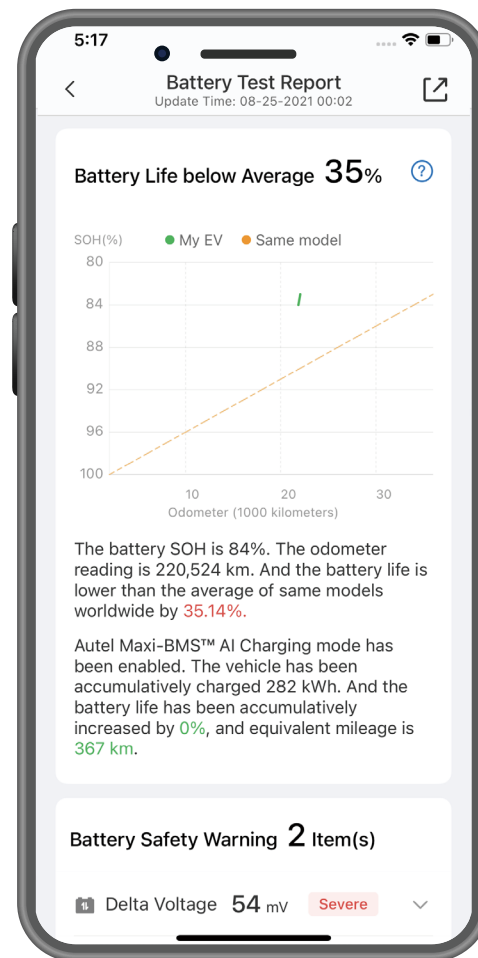 5:17
Battery Test Report
Update Time: 08-25-2021 00:02
Battery Life below Average 35%
?
SOH(%) My EV Same model
80
84
88
92
96
100
10 20 30
Odometer (1000 kilometers)
The battery SOH is 84%. The odometer
reading is 220,524 km. And the battery life is
lower than the average of same models
worldwide by 35.14%.
Autel Maxi-BMS™ AI Charging mode has
been enabled. The vehicle has been
accumulatively charged 282 kWh. And the
battery life has been accumulatively
increased by 0%, and equivalent mileage is
367 km.
Battery Safety Warning 2 Item(s)
Delta Voltage 54 mV Severe